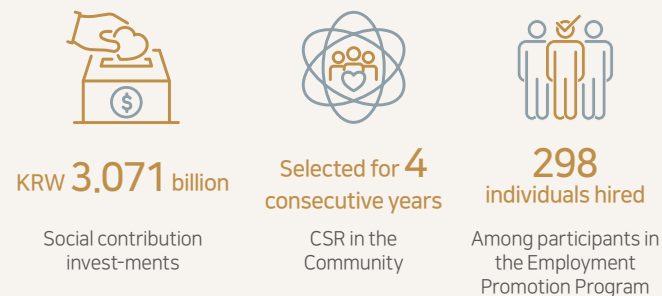 $
KRW 3.071 billion
Social contribution
invest-ments
Selected for 4
consecutive years
CSR in the
Community
298
individuals hired
Among participants in
the Employment
Promotion Program